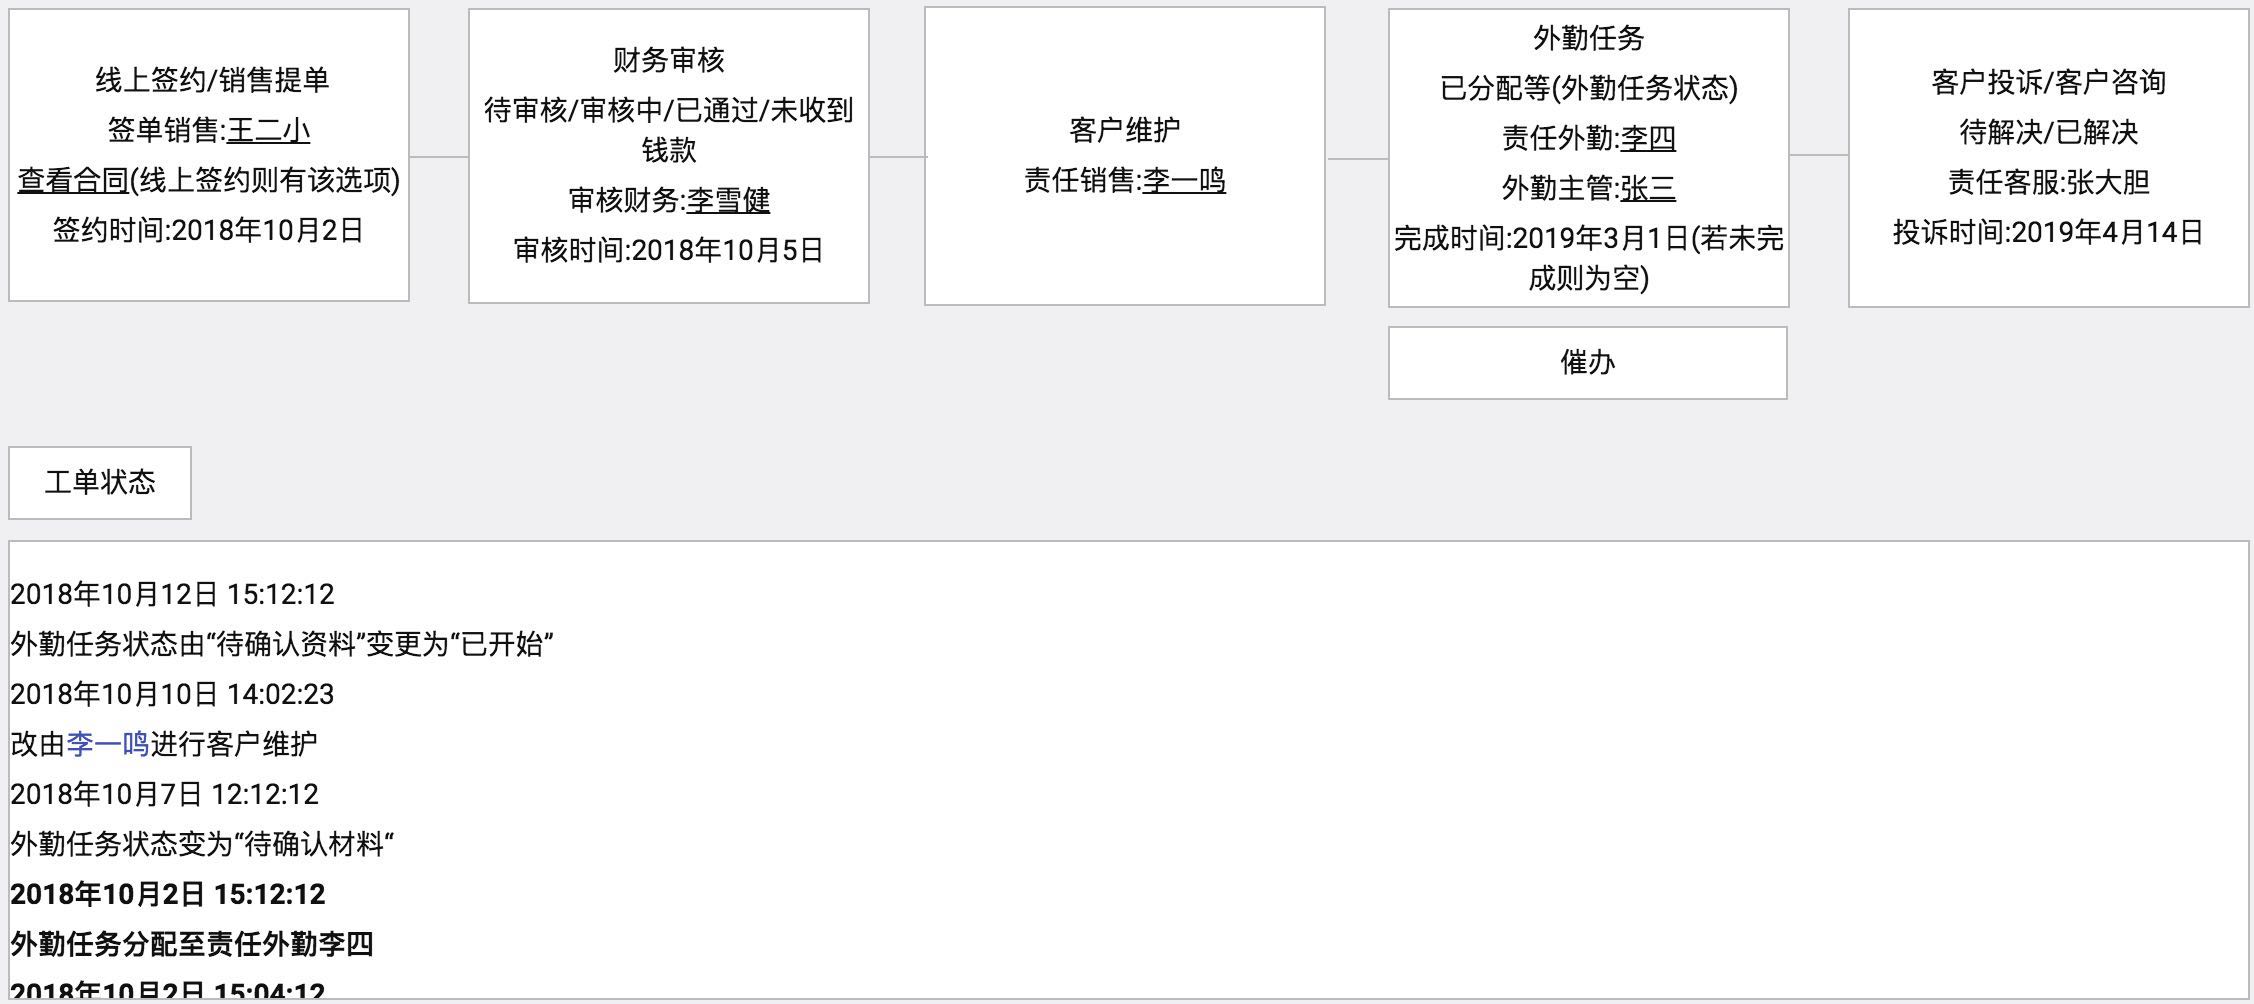 线上签约/销售提单
签单销售:王二小
查看合同(线上签约则有该选项)
签约时间:2018年10月2日
财务审核
待审核/审核中/已通过/未收到
钱款
审核财务:李雪健
审核时间:2018年10月5日
客户维护
责任销售:李一鸣
外勤任务
已分配等(外勤任务状态)
责任外勤:李四
外勤主管:张三
完成时间:2019年3月1日(若未完
成则为空)
催办
客户投诉/客户咨询
待解决/已解决
责任客服:张大胆
投诉时间:2019年4月14日
工单状态
2018年10月12日 15:12:12
外勤任务状态由“待确认资料”变更为“已开始”
2018年10月10日 14:02:23
改由李一鸣进行客户维护
2018年10月7日 12:12:12
外勤任务状态变为“待确认材料“
2018年10月2日 15:12:12
外勤任务分配至责任外勤李四
2018年10月2日 15:04:12